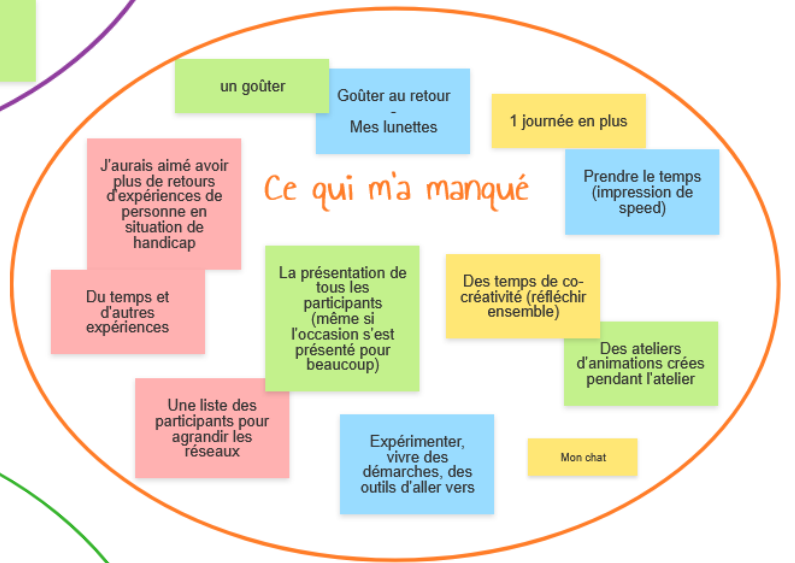 un goûter
Goûter au retour
-
Mes lunettes
1 journée en plus
Prendre le temps
(impression de
speed)
J'aurais aimé avoir
plus de retours
d'expériences de
personne en
situation de
handicap
Ce qui m'a manqué
Du temps et
d'autres
expériences
La présentation de
tous les
participants
(même si
l'occasion s'est
présenté pour
beaucoup)
Des temps de co-
créativité (réfléchir
ensemble)
Des ateliers
d'animations crées
pendant l'atelier
Une liste des
participants pour
agrandir les
réseaux
Expérimenter,
vivre des
démarches, des
outils d'aller vers
Mon chat